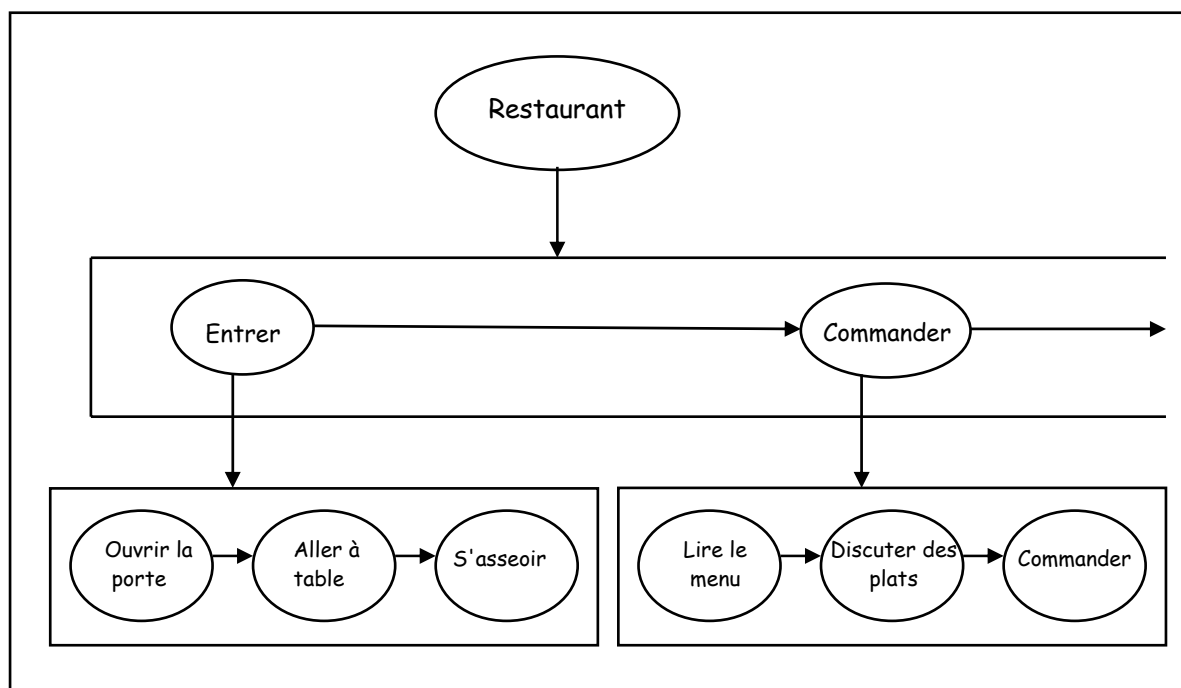 Restaurant
Entrer
Commander
Ouvrir la
porte
Aller à
table
S'asseoir
Lire le
menu
Discuter des
plats
Commander